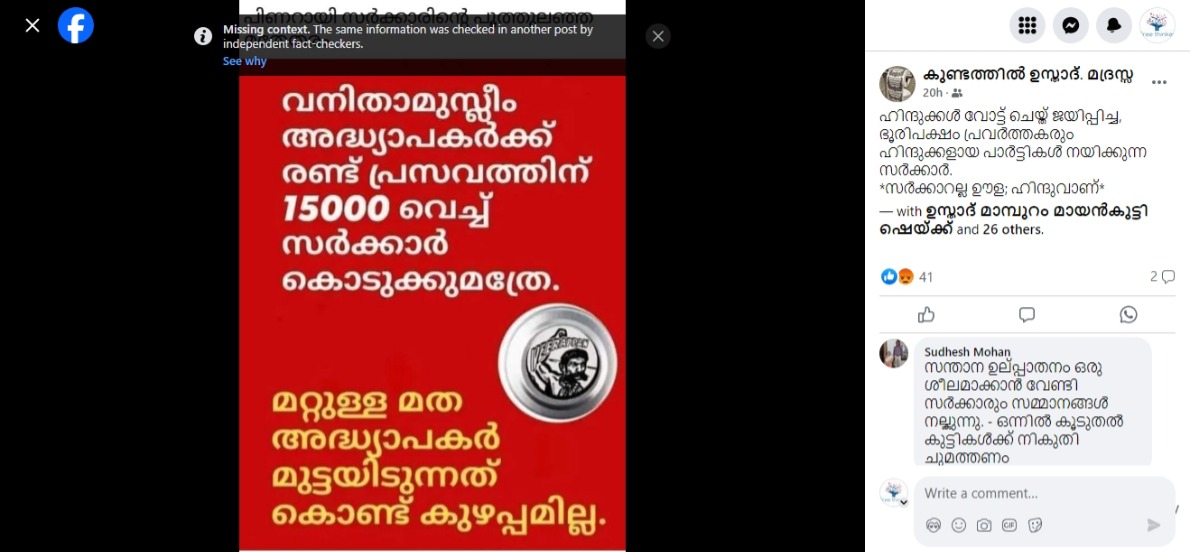 പിണറായി സർക്കാരിന്റെ പുത്തുലഞ്ഞ
Missing context. The same information was checked in another post by
independent fact-checkers.
See why
വനിതാമുസ്ലീം
അദ്ധ്യാപകർക്ക്
രണ്ട് പ്രസവത്തിന്
15000 വെച്ച്
സർക്കാർ
കൊടുക്കുമത്രേ.
VEERAPPAN
മറ്റുള്ള മത
അദ്ധ്യാപകർ
മുട്ടയിടുന്നത്
കൊണ്ട് കുഴപ്പമില്ല.
കുണ്ടത്തിൽ ഉസ്താദ്. മദ്രസ്സ
20h ·
ഹിന്ദുക്കൾ വോട്ട് ചെയ്ത് ജയിപ്പിച്ച,
ഭൂരിപക്ഷം പ്രവർത്തകരും
ഹിന്ദുക്കളായ പാർട്ടികൾ നയിക്കുന്ന
സർക്കാർ.
*സർക്കാറല്ല ഊള; ഹിന്ദുവാണ്*
— with ഉസ്താദ് മാമ്പൂറം മായൻകുട്ടി
ഷെയ്ക്ക് and 26 others.
41
2
Sudhesh Mohan
സന്താന ഉല്പ്പാതനം ഒരു
ശീലമാക്കാൻ വേണ്ടി
സർക്കാരും സമ്മാനങ്ങൾ
നല്കുന്നു. - ഒന്നിൽ കൂടുതൽ
കുട്ടികൾക്ക് നികുതി
ചുമത്തണം
Write a comment...
GIF